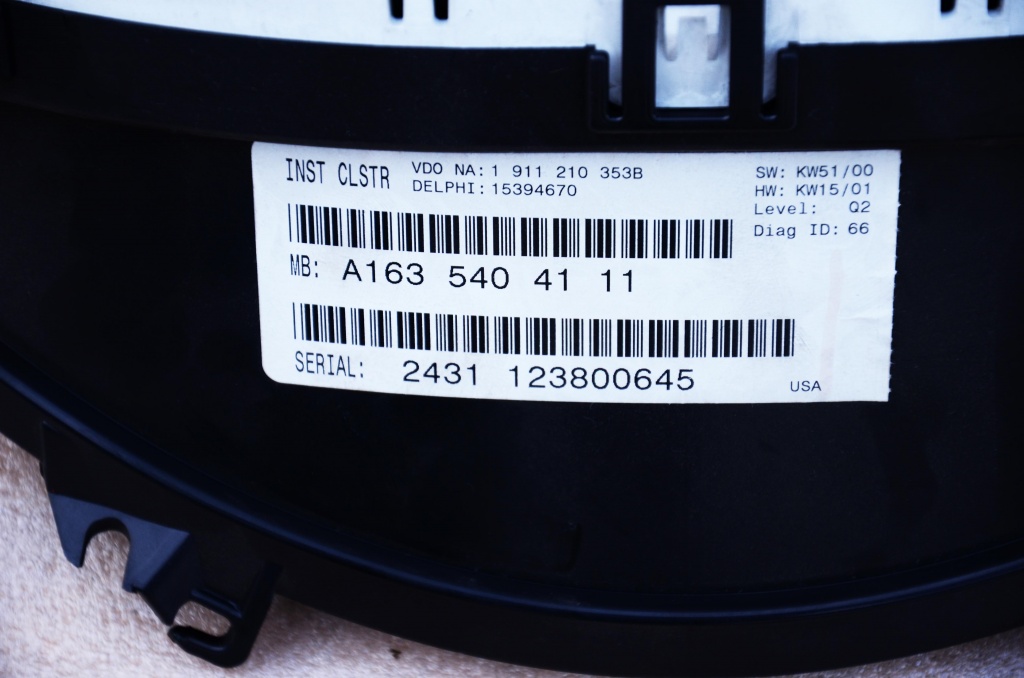 INST CLSTR
VDO NA: 1 911 210 353B
DELPHI: 15394670
SW: KW51/00
HW: KW15/01
Level: Q2
Diag ID: 66
MB: A163 540 41 11
SERIAL: 2431 123800645
USA